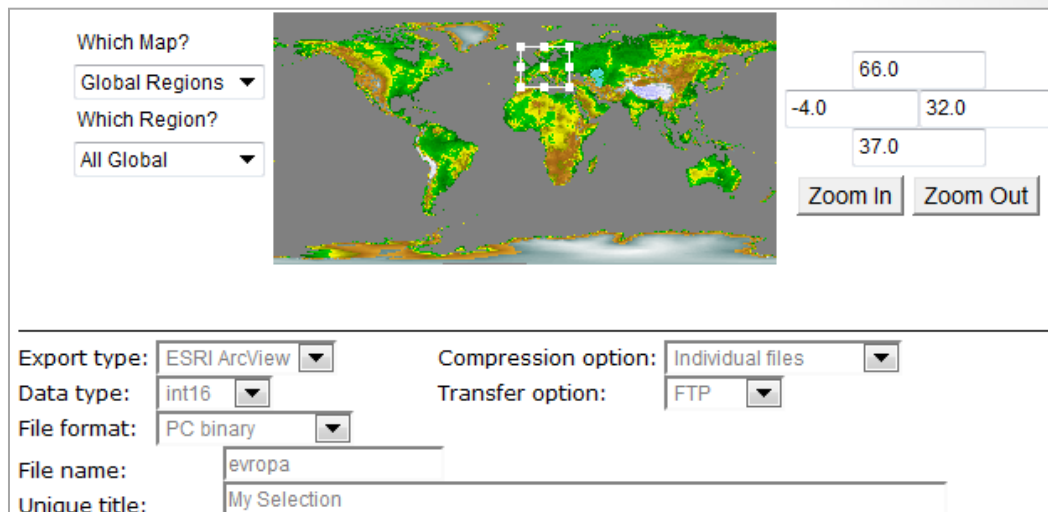 Which Map?
Global Regions
Which Region?
All Global
66.0
-4.0 32.0
37.0
Zoom In Zoom Out
Export type: ESRI ArcView Compression option: Individual files
Data type: int16 Transfer option: FTP
File format: PC binary
File name: evropa
Unique title: My Selection